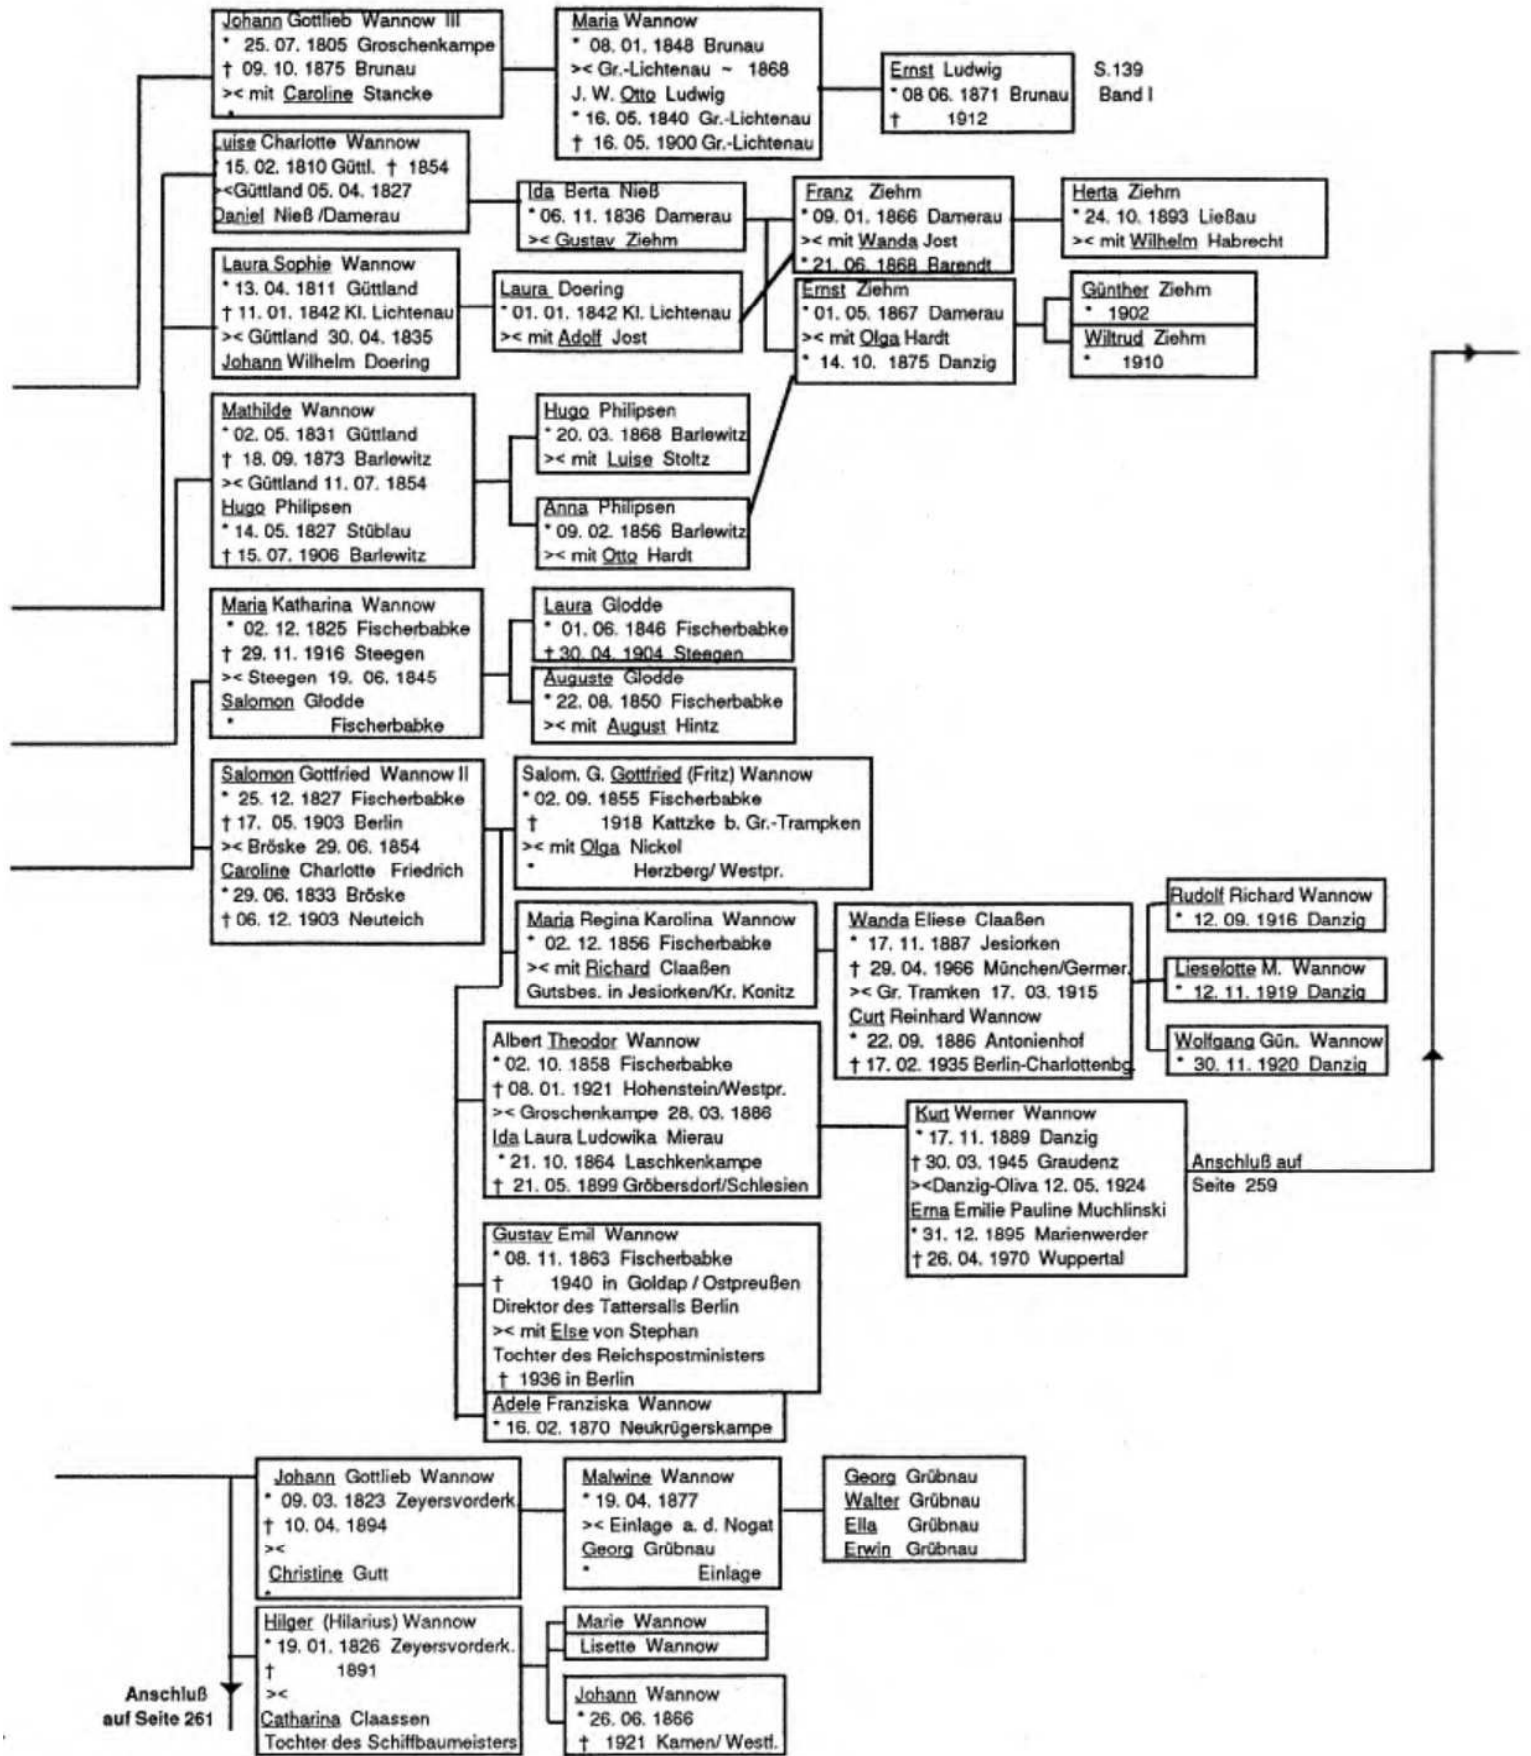 Johann Gottlieb Wannow III
* 25. 07. 1805 Groschenkampe
† 09. 10. 1875 Brunau
>< mit Caroline Stancke
*
Maria Wannow
* 08. 01. 1848 Brunau
>< Gr.-Lichtenau ~ 1868
J. W. Otto Ludwig
* 16. 05. 1840 Gr.-Lichtenau
† 16. 05. 1900 Gr.-Lichtenau
Ernst Ludwig
* 08 06. 1871 Brunau
† 1912
S.139
Band I
Luise Charlotte Wannow
15. 02. 1810 Güttl. † 1854
><Güttland 05. 04. 1827
Daniel Nieß /Damerau
Ida Berta Nieß
* 06. 11. 1836 Damerau
>< Gustav Ziehm
Franz Ziehm
* 09. 01. 1866 Damerau
>< mit Wanda Jost
* 21. 06. 1868 Barendt
Herta Ziehm
* 24. 10. 1893 Ließau
>< mit Wilhelm Habrecht
Laura Sophie Wannow
* 13. 04. 1811 Güttland
† 11. 01. 1842 Kl. Lichtenau
>< Güttland 30. 04. 1835
Johann Wilhelm Doering
Laura Doering
* 01. 01. 1842 Kl. Lichtenau
>< mit Adolf Jost
Ernst Ziehm
* 01. 05. 1867 Damerau
>< mit Olga Hardt
* 14. 10. 1875 Danzig
Günther Ziehm
* 1902
Wiltrud Ziehm
* 1910
Mathilde Wannow
* 02. 05. 1831 Güttland
† 18. 09. 1873 Barlewitz
>< Güttland 11. 07. 1854
Hugo Philipsen
* 14. 05. 1827 Stüblau
† 15. 07. 1906 Barlewitz
Hugo Philipsen
* 20. 03. 1868 Barlewitz
>< mit Luise Stoltz
Anna Philipsen
* 09. 02. 1856 Barlewitz
>< mit Otto Hardt
Maria Katharina Wannow
* 02. 12. 1825 Fischerbabke
† 29. 11. 1916 Steegen
>< Steegen 19. 06. 1845
Salomon Glodde
* Fischerbabke
Laura Glodde
* 01. 06. 1846 Fischerbabke
† 30. 04. 1904 Steegen
Auguste Glodde
* 22. 08. 1850 Fischerbabke
>< mit August Hintz
Salomon Gottfried Wannow II
* 25. 12. 1827 Fischerbabke
† 17. 05. 1903 Berlin
>< Bröske 29. 06. 1854
Caroline Charlotte Friedrich
* 29. 06. 1833 Bröske
† 06. 12. 1903 Neuteich
Salom. G. Gottfried (Fritz) Wannow
* 02. 09. 1855 Fischerbabke
† 1918 Kattzke b. Gr.-Trampken
>< mit Olga Nickel
* Herzberg/ Westpr.
Maria Regina Karolina Wannow
* 02. 12. 1856 Fischerbabke
>< mit Richard Claaßen
Gutsbes. in Jesiorken/Kr. Konitz
Wanda Eliese Claaßen
* 17. 11. 1887 Jesiorken
† 29. 04. 1966 München/Germer.
>< Gr. Tramken 17. 03. 1915
Curt Reinhard Wannow
* 22. 09. 1886 Antonienhof
† 17. 02. 1935 Berlin-Charlottenbg.
Rudolf Richard Wannow
* 12. 09. 1916 Danzig
Lieselotte M. Wannow
* 12. 11. 1919 Danzig
Wolfgang Gün. Wannow
* 30. 11. 1920 Danzig
Albert Theodor Wannow
* 02. 10. 1858 Fischerbabke
† 08. 01. 1921 Hohenstein/Westpr.
>< Groschenkampe 28. 03. 1886
Ida Laura Ludowika Mierau
* 21. 10. 1864 Laschkenkampe
† 21. 05. 1899 Gröbersdorf/Schlesien
Kurt Werner Wannow
* 17. 11. 1889 Danzig
† 30. 03. 1945 Graudenz
><Danzig-Oliva 12. 05. 1924
Erna Emilie Pauline Muchlinski
* 31. 12. 1895 Marienwerder
† 26. 04. 1970 Wuppertal
Anschluß auf
Seite 259
Gustav Emil Wannow
* 08. 11. 1863 Fischerbabke
† 1940 in Goldap / Ostpreußen
Direktor des Tattersalls Berlin
>< mit Else von Stephan
Tochter des Reichspostministers
† 1936 in Berlin
Adele Franziska Wannow
* 16. 02. 1870 Neukrügerskampe
Johann Gottlieb Wannow
* 09. 03. 1823 Zeyersvorderk.
† 10. 04. 1894
><
Christine Gutt
*
Malwine Wannow
* 19. 04. 1877
>< Einlage a. d. Nogat
Georg Grübnau
* Einlage
Georg Grübnau
Walter Grübnau
Ella Grübnau
Erwin Grübnau
Hilger (Hilarius) Wannow
* 19. 01. 1826 Zeyersvorderk.
† 1891
><
Catharina Claassen
Tochter des Schiffbaumeisters
Marie Wannow
Lisette Wannow
Johann Wannow
* 26. 06. 1866
† 1921 Kamen/ Westf.
Anschluß
auf Seite 261